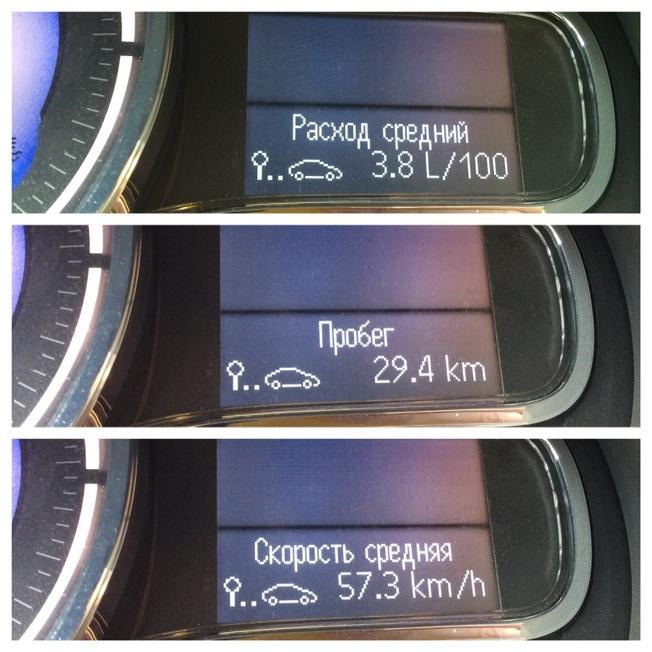 Расход средний
3.8 L/100
Пробег
29.4 km
Скорость средняя
57.3 km/h